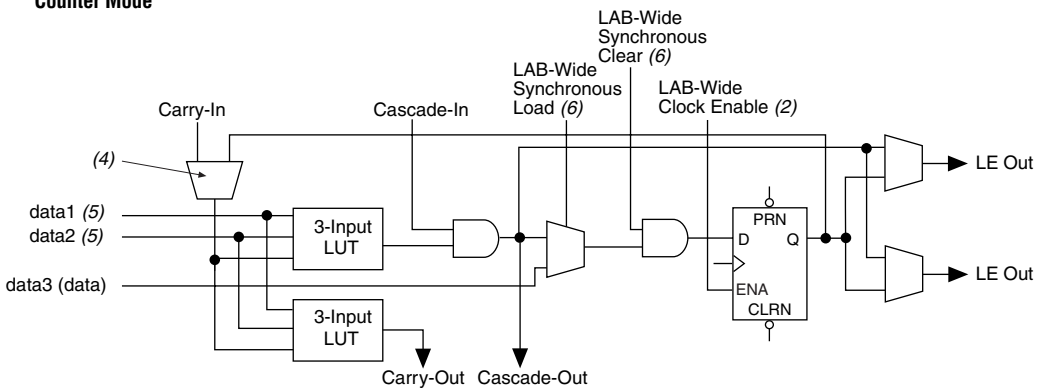 Counter Mode
LAB-Wide
Synchronous
Clear (6)
LAB-Wide
Synchronous
Load (6)
LAB-Wide
Clock Enable (2)
Carry-In
Cascade-In
(4)
LE Out
data1 (5)
data2 (5)
3-Input
LUT
PRN
D
Q
data3 (data)
ENA
CLRN
LE Out
3-Input
LUT
Carry-Out
Cascade-Out